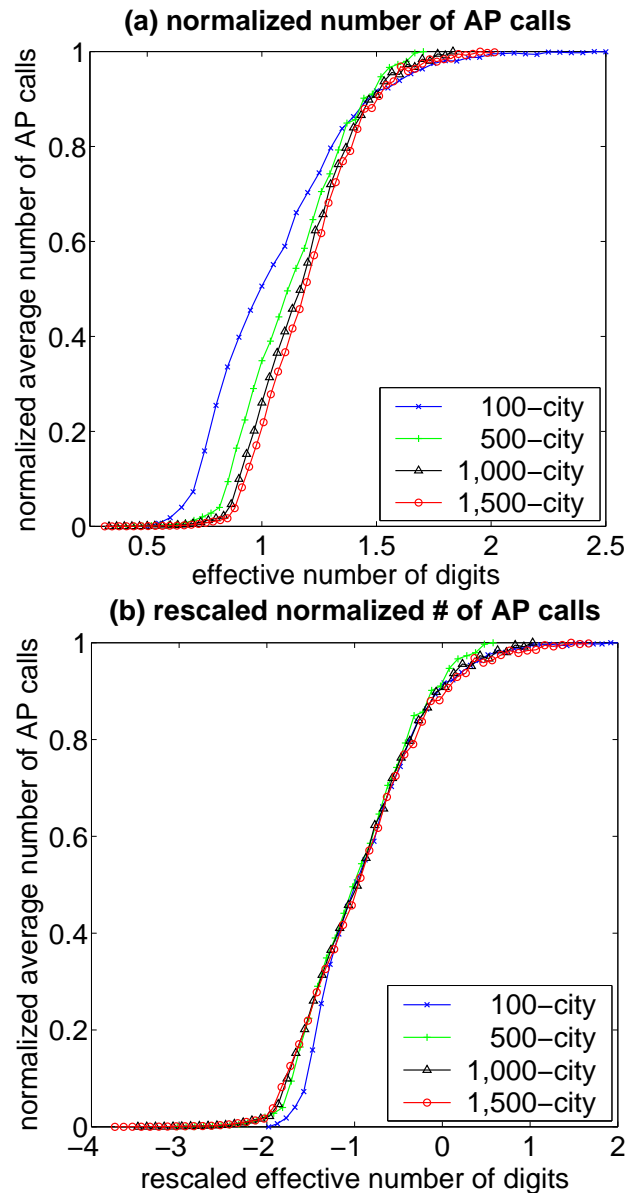 (a) normalized number of AP calls
normalized average number of AP calls
1
0.8
0.6
0.4
0.2
0
0.5
1
1.5
2
2.5
100-city
500-city
1,000-city
1,500-city
effective number of digits
(b) rescaled normalized # of AP calls
normalized average number of AP calls
1
0.8
0.6
0.4
0.2
0
−4
−3
−2
−1
0
1
2
100-city
500-city
1,000-city
1,500-city
rescaled effective number of digits